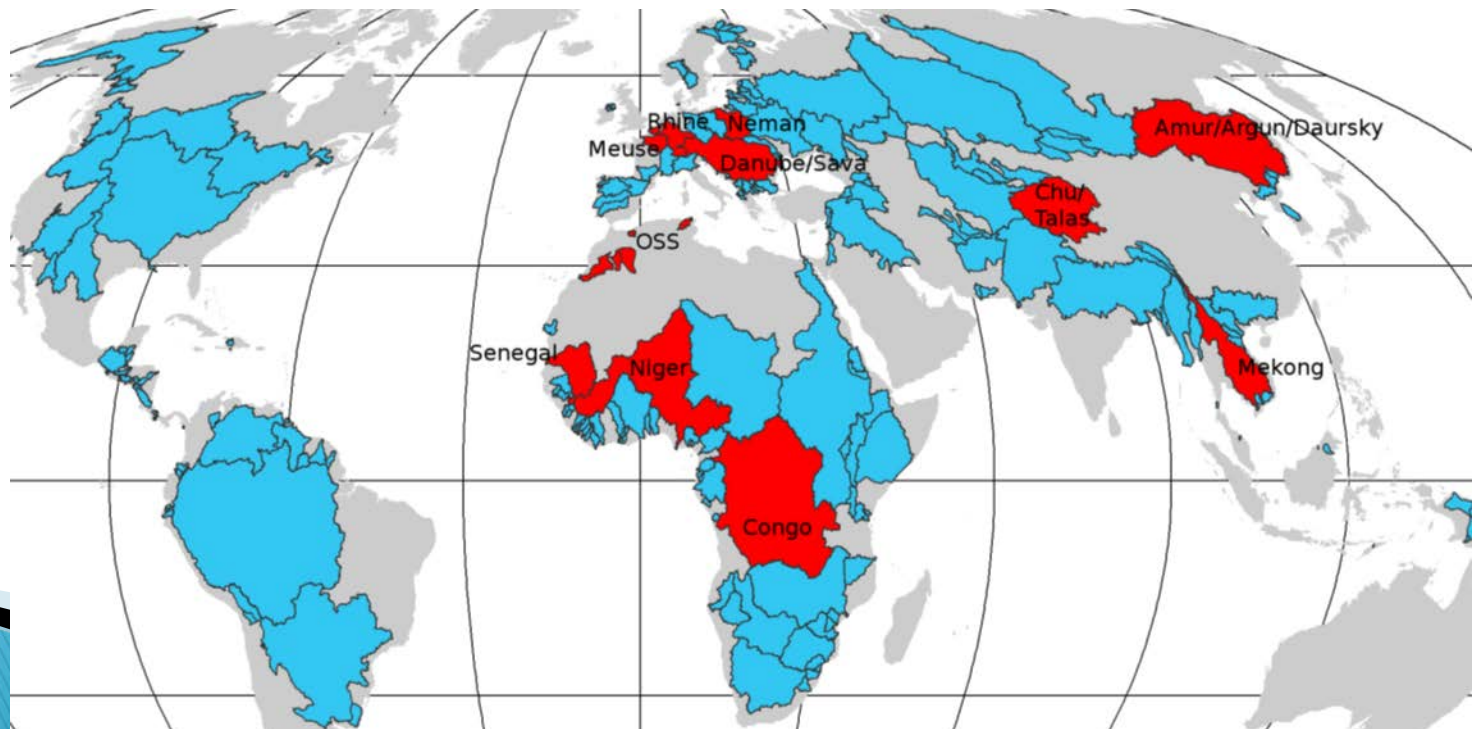 Rhine
Neman
Amur/Argun/Daursky
Meuse
Danube/Sava
Chu/
Talas
OSS
Senegal
Niger
Mekong
Congo